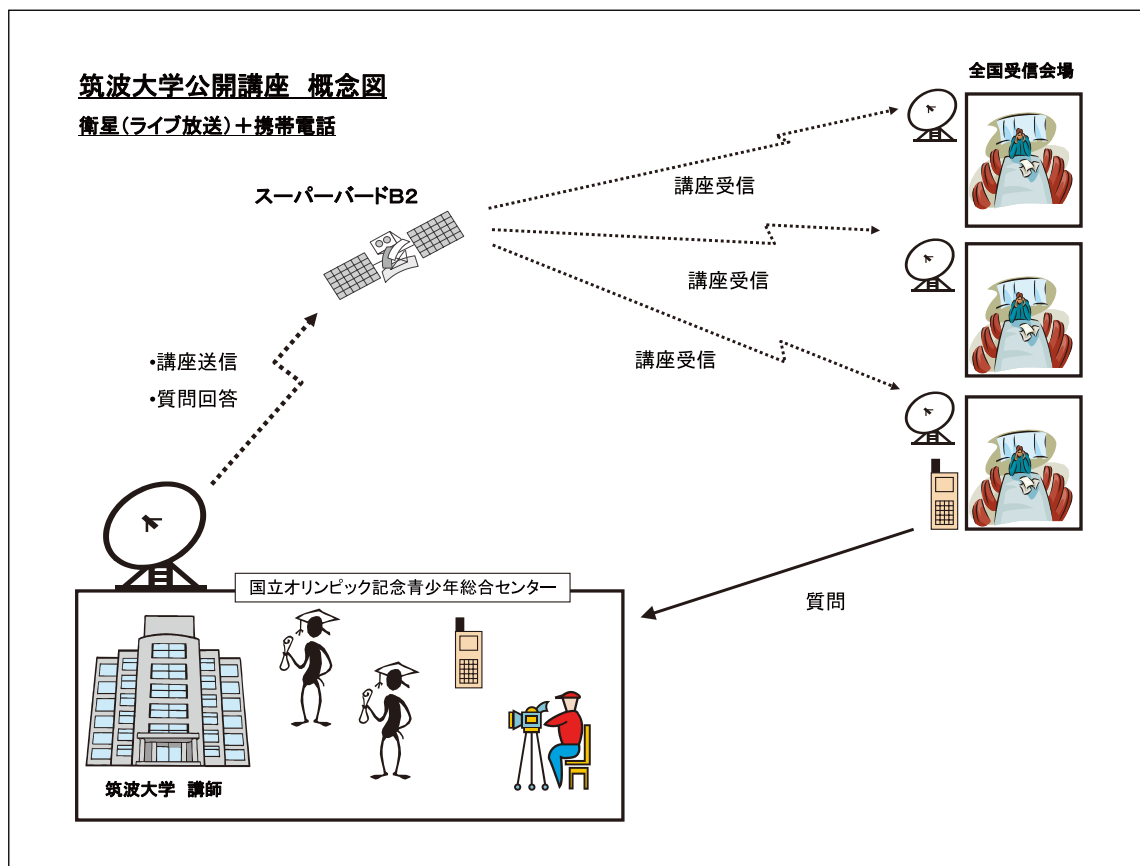 筑波大学公開講座 概念図
衛星(ライブ放送)+携帯電話
全国受信会場
スーパーバードB2
講座受信
講座受信
講座受信
•講座送信
•質問回答
国立オリンピック記念青少年総合センター
質問
筑波大学 講師